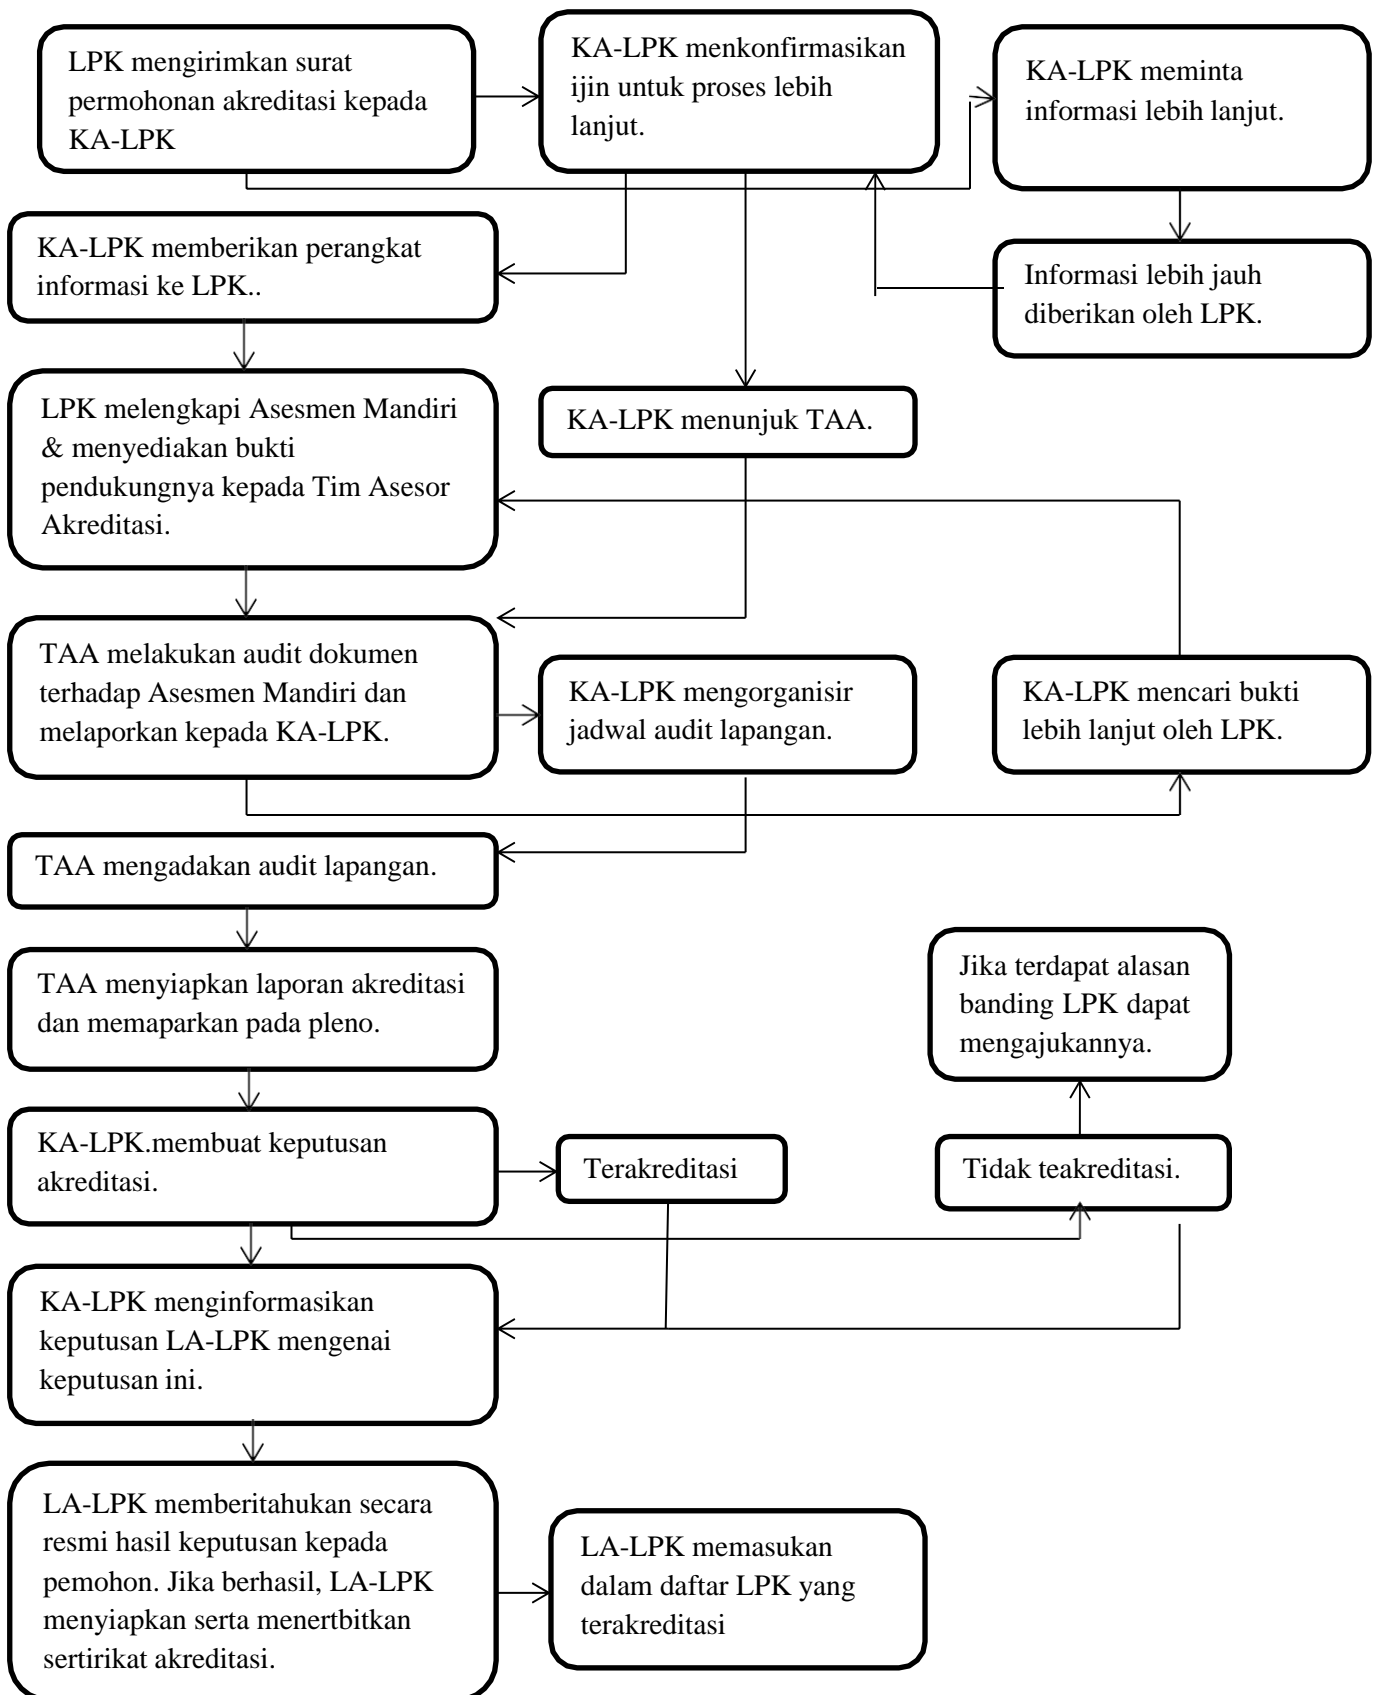 LPK mengirimkan surat
permohonan akreditasi kepada
KA-LPK
KA-LPK menkonfirmasikan
ijin untuk proses lebih
lanjut.
KA-LPK meminta
informasi lebih lanjut.
KA-LPK memberikan perangkat
informasi ke LPK..
Informasi lebih jauh
diberikan oleh LPK.
LPK melengkapi Asesmen Mandiri
& menyediakan bukti
pendukungnya kepada Tim Asesor
Akreditasi.
KA-LPK menunjuk TAA.
TAA melakukan audit dokumen
terhadap Asesmen Mandiri dan
melaporkan kepada KA-LPK.
KA-LPK mengorganisir
jadwal audit lapangan.
KA-LPK mencari bukti
lebih lanjut oleh LPK.
TAA mengadakan audit lapangan.
TAA menyiapkan laporan akreditasi
dan memaparkan pada pleno.
Jika terdapat alasan
banding LPK dapat
mengajukannya.
KA-LPK.membuat keputusan
akreditasi.
Terakreditasi
Tidak teakreditasi.
KA-LPK menginformasikan
keputusan LA-LPK mengenai
keputusan ini.
LA-LPK memberitahukan secara
resmi hasil keputusan kepada
pemohon. Jika berhasil, LA-LPK
menyiapkan serta menertbitkan
sertirikat akreditasi.
LA-LPK memasukan
dalam daftar LPK yang
terakreditasi